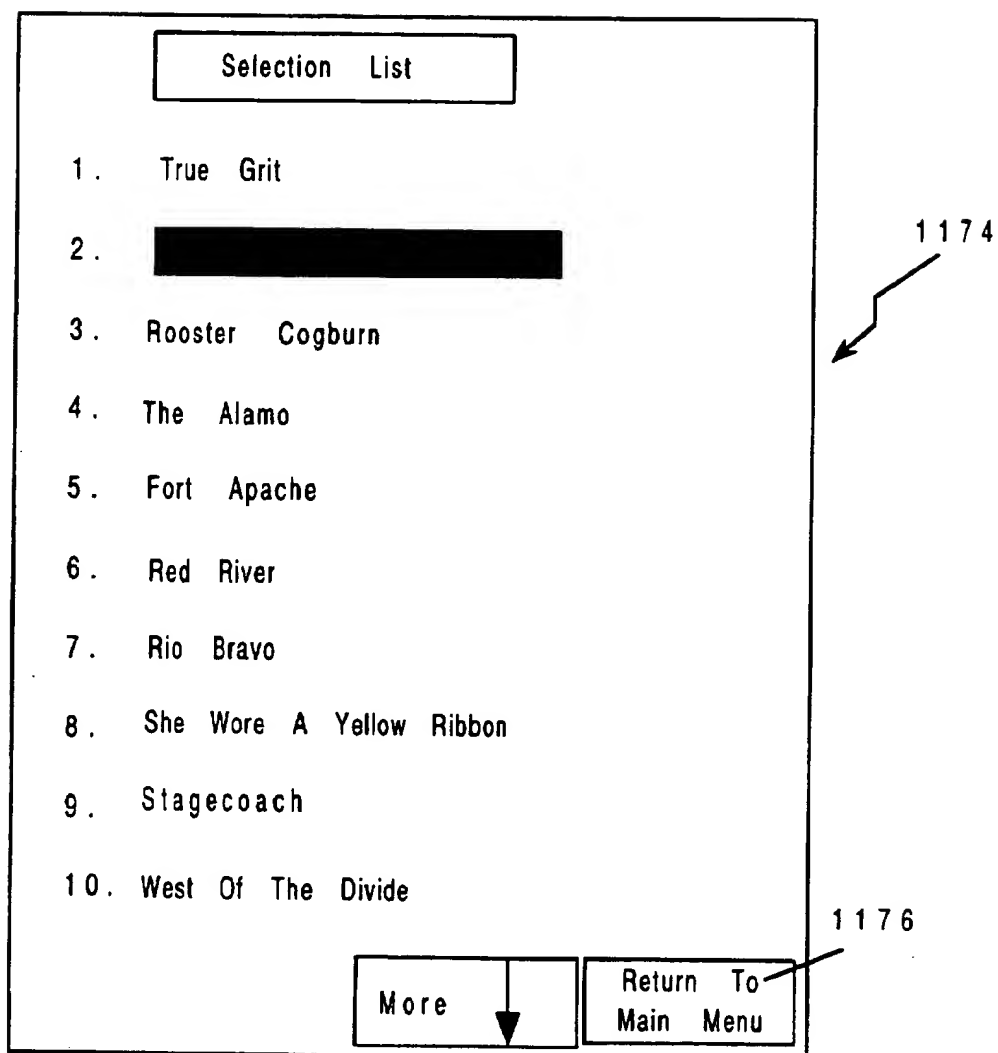 Selection List
1. True Grit
2.
3. Rooster Cogburn
4. The Alamo
5. Fort Apache
6. Red River
7. Rio Bravo
8. She Wore A Yellow Ribbon
9. Stagecoach
10. West Of The Divide
More
Return To
Main Menu
1174
1176